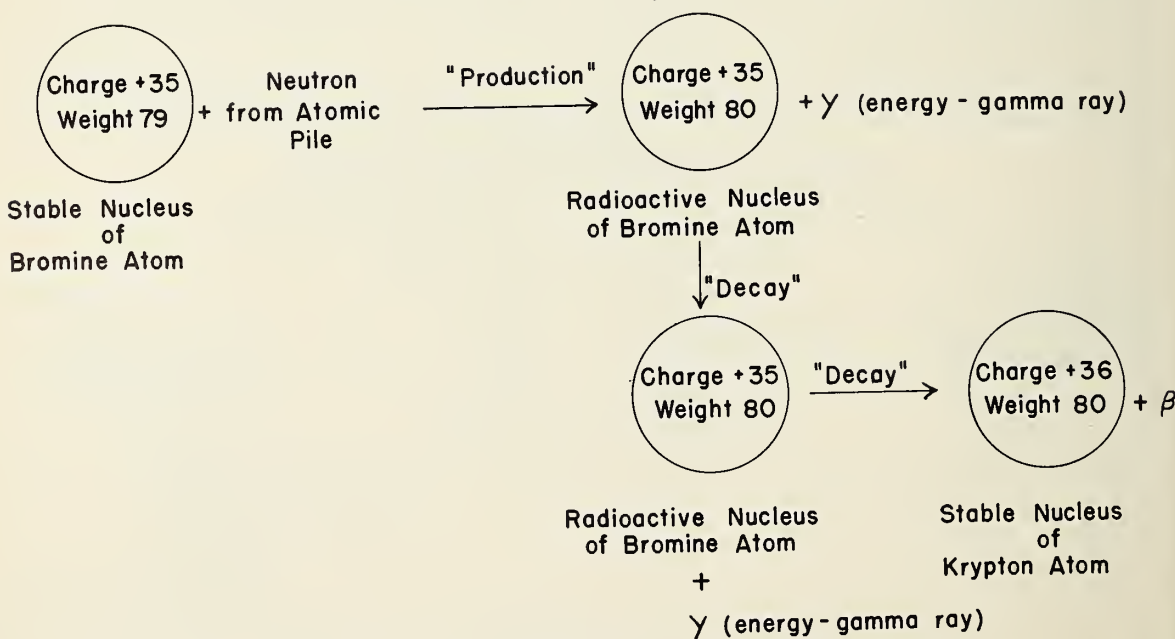 Charge +35
Weight 79
+
Neutron
from Atomic
Pile
"Production"
Charge +35
Weight 80
+ γ (energy - gamma ray)
Stable Nucleus
of
Bromine Atom
Radioactive Nucleus
of Bromine Atom
"Decay"
Charge +35
Weight 80
"Decay"
Charge +36
Weight 80
+ β
Radioactive Nucleus
of Bromine Atom
+
γ (energy - gamma ray)
Stable Nucleus
of
Krypton Atom